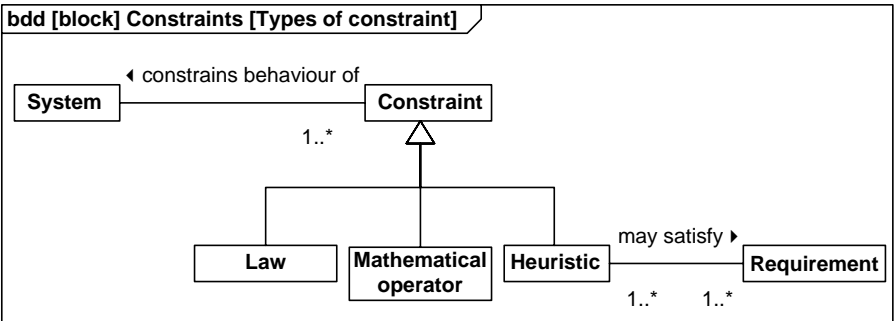 bdd [block] Constraints [Types of constraint]
◂ constrains behaviour of
System
Constraint
1..*
may satisfy ▸
Law
Mathematical
operator
Heuristic
Requirement
1..*
1..*